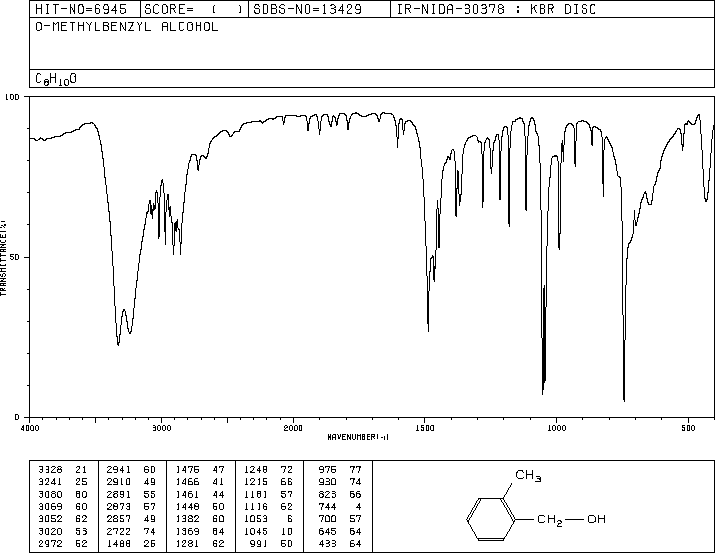 HIT-NO=6945 SCORE= ( ) SDBS-NO=13429 IR-NIDA-30378 : KBR DISC
O-METHYLBENZYL ALCOHOL
C8H10O
100
50
0
TRANSMITTANCE(%)
4000 3000 2000 1500 1000 500
WAVENUMBER(-1)
3328 21 2941 60 1476 47 1248 72 976 77
3241 25 2910 49 1466 41 1215 66 930 74
3080 60 2891 55 1461 44 1181 57 823 66
3069 60 2873 57 1448 50 1116 62 744 4
3052 62 2857 49 1382 60 1053 6 700 57
3020 53 2722 74 1369 64 1045 10 645 64
2972 62 1488 26 1281 62 991 50 433 64
CH3
CH2 OH